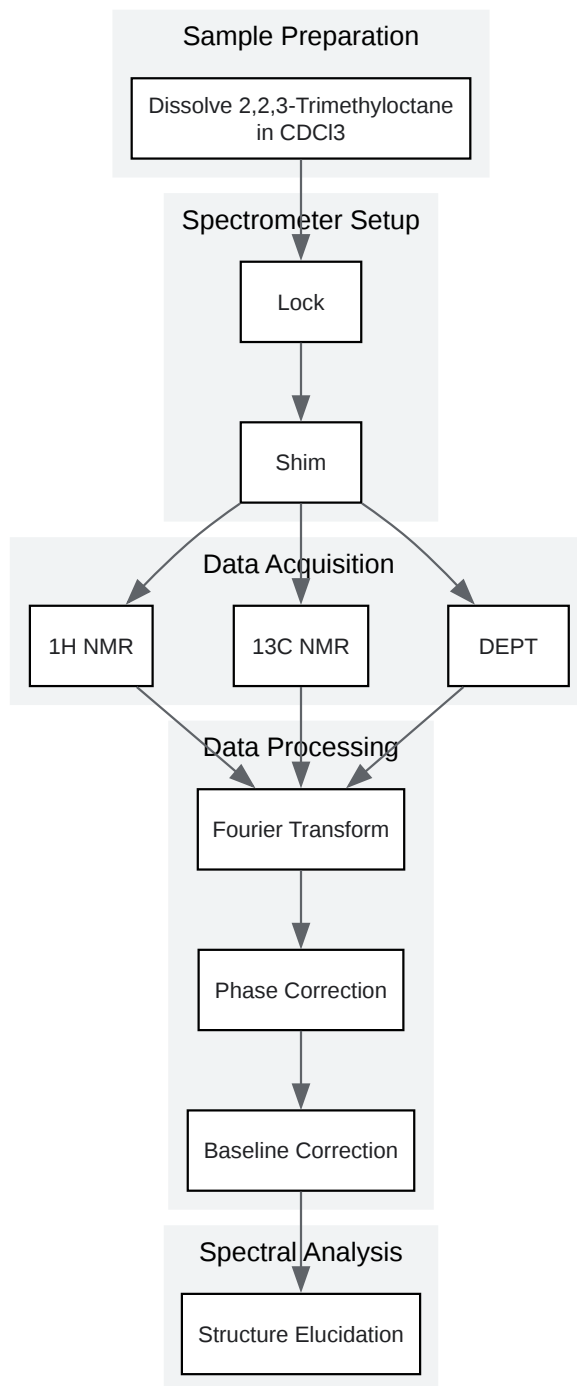 Sample Preparation
Dissolve 2,2,3-Trimethyloctane
in CDCl3
Spectrometer Setup
Lock
Shim
Data Acquisition
1H NMR
13C NMR
DEPT
Data Processing
Fourier Transform
Phase Correction
Baseline Correction
Spectral Analysis
Structure Elucidation